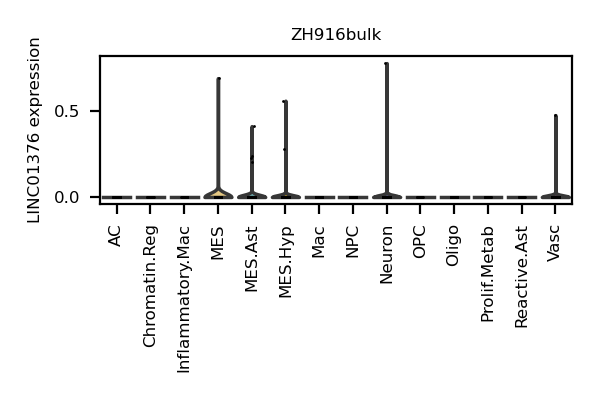 ZH916bulk
LINC01376 expression
0.5
0.0
AC
Chromatin.Reg
Inflammatory.Mac
MES
MES.Ast
MES.Hyp
Mac
NPC
Neuron
OPC
Oligo
Prolif.Metab
Reactive.Ast
Vasc